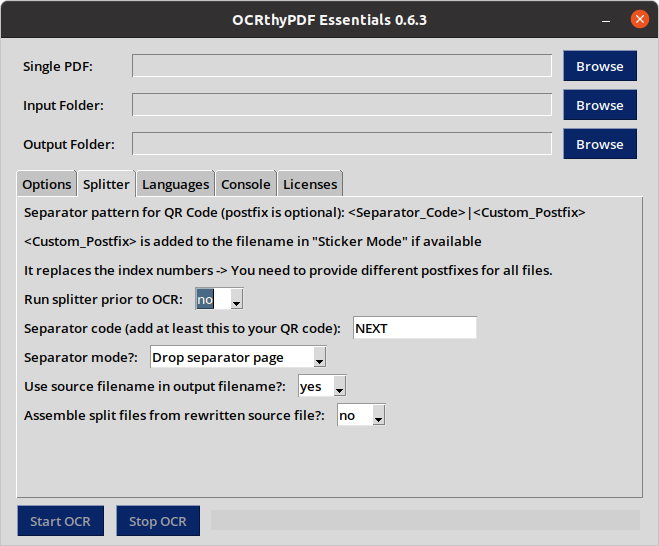 OCRthyPDF Essentials 0.6.3
Single PDF: Browse
Input Folder: Browse
Output Folder: Browse
Options Splitter Languages Console Licenses
Separator pattern for QR Code (postfix is optional): <Separator_Code>|<Custom_Postfix>
<Custom_Postfix> is added to the filename in "Sticker Mode" if available
It replaces the index numbers -> You need to provide different postfixes for all files.
Run splitter prior to OCR: no
Separator code (add at least this to your QR code): NEXT
Separator mode?: Drop separator page
Use source filename in output filename?: yes
Assemble split files from rewritten source file?: no
Start OCR Stop OCR